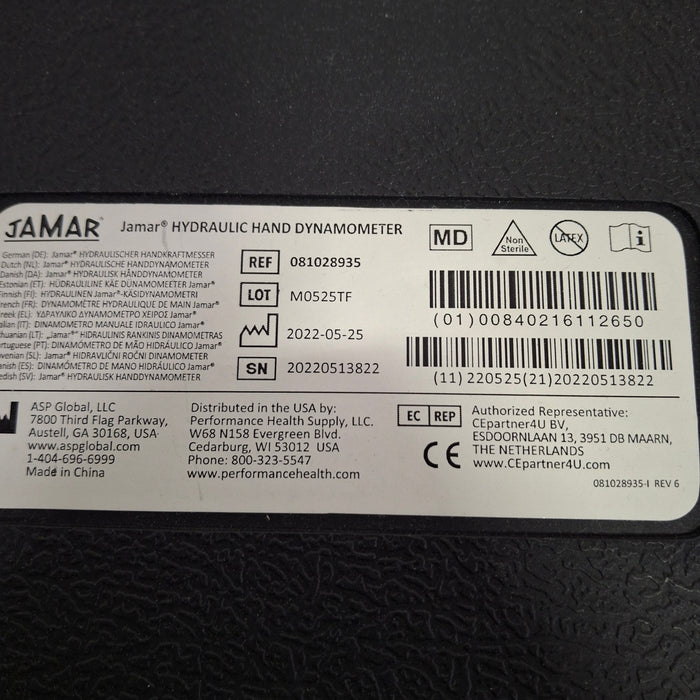 JAMAR®
Jamar® HYDRAULIC HAND DYNAMOMETER
MD
Non
Sterile
LATEX
German (DE): Jamar® HYDRAULISCHER HANDKRAFTMESSER
Dutch (NL): Jamar® HYDRAULISCHE HANDDYNAMOMETER
Danish (DA): Jamar® HYDRAULISK HÅNDDYNAMOMETER
Estonian (ET): HÜDRAULILINE KÄE DÜNAMOMEETER Jamar®
Finnish (FI): HYDRAULINEN Jamar®-KÄSIDYNAMOMETRI
French (FR): DYNAMOMÈTRE HYDRAULIQUE DE MAIN Jamar®
Greek (EL): ΥΔΡΑΥΛΙΚΟ ΔΥΝΑΜΟΜΕΤΡΟ ΧΕΙΡΟΣ Jamar®
Italian (IT): DINAMOMETRO MANUALE IDRAULICO Jamar®
thuanian (LT): „Jamar®“ HIDRAULINIS RANKINIS DINAMOMETRAS
ortuguese (PT): DINAMÓMETRO DE MÃO HIDRÁULICO Jamar®
ovenian (SL): Jamar® HIDRAVLIČNI ROČNI DINAMOMETER
anish (ES): DINAMÓMETRO DE MANO HIDRÁULICO Jamar®
edish (SV): Jamar® HYDRAULISK HANDDYNAMOMETER
REF 081028935
LOT M0525TF
2022-05-25
SN 20220513822
(01)00840216112650
(11)220525(21)20220513822
ASP Global, LLC
7800 Third Flag Parkway,
Austell, GA 30168, USA
www.aspglobal.com
1-404-696-6999
Made in China
Distributed in the USA by:
Performance Health Supply, LLC.
W68 N158 Evergreen Blvd.
Cedarburg, WI 53012 USA
Phone: 800-323-5547
www.performancehealth.com
EC REP
CE
Authorized Representative:
CEpartner4U BV,
ESDOORNLAAN 13, 3951 DB MAARN,
THE NETHERLANDS
www.CEpartner4U.com
081028935-I REV 6